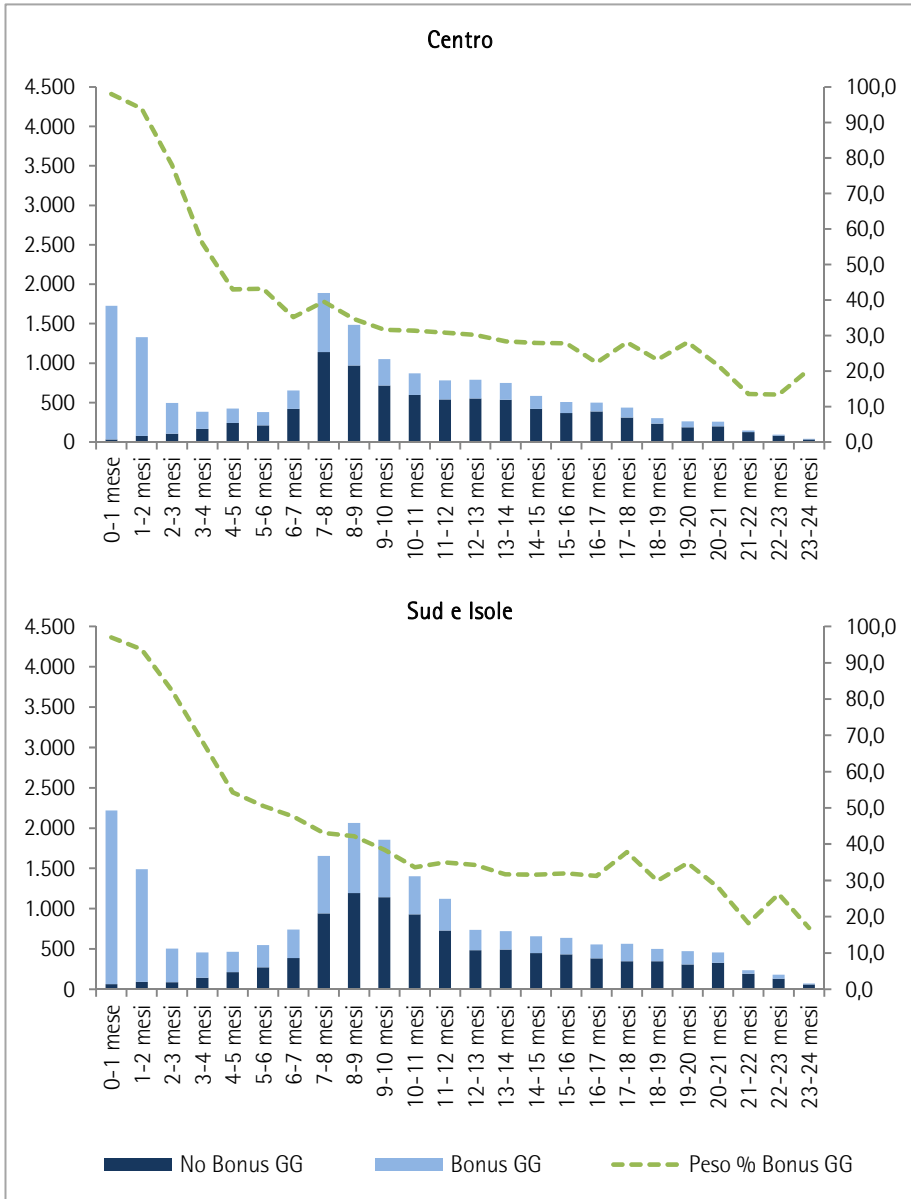 Centro
4.500
4.000
3.500
3.000
2.500
2.000
1.500
1.000
500
0
100,0
90,0
80,0
70,0
60,0
50,0
40,0
30,0
20,0
10,0
0,0
0-1 mese
1-2 mesi
2-3 mesi
3-4 mesi
4-5 mesi
5-6 mesi
6-7 mesi
7-8 mesi
8-9 mesi
9-10 mesi
10-11 mesi
11-12 mesi
12-13 mesi
13-14 mesi
14-15 mesi
15-16 mesi
16-17 mesi
17-18 mesi
18-19 mesi
19-20 mesi
20-21 mesi
21-22 mesi
22-23 mesi
23-24 mesi
Sud e Isole
4.500
4.000
3.500
3.000
2.500
2.000
1.500
1.000
500
0
100,0
90,0
80,0
70,0
60,0
50,0
40,0
30,0
20,0
10,0
0,0
0-1 mese
1-2 mesi
2-3 mesi
3-4 mesi
4-5 mesi
5-6 mesi
6-7 mesi
7-8 mesi
8-9 mesi
9-10 mesi
10-11 mesi
11-12 mesi
12-13 mesi
13-14 mesi
14-15 mesi
15-16 mesi
16-17 mesi
17-18 mesi
18-19 mesi
19-20 mesi
20-21 mesi
21-22 mesi
22-23 mesi
23-24 mesi
No Bonus GG
Bonus GG
Peso % Bonus GG